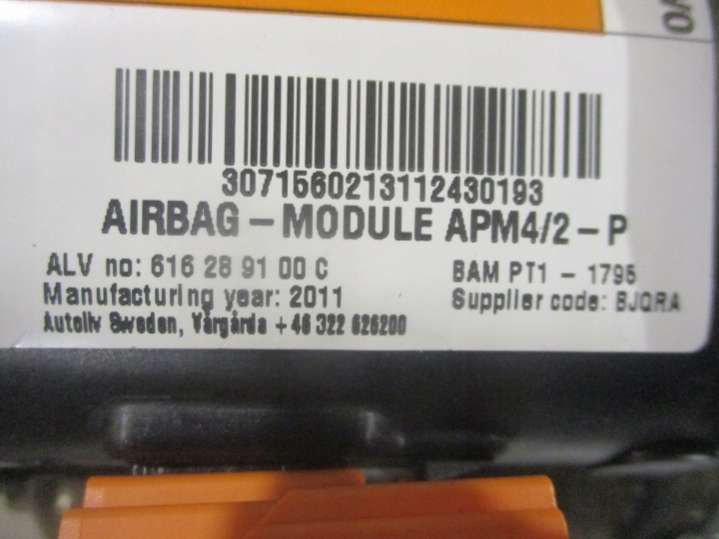 3071560213112430193
AIRBAG - MODULE APM4/2 - P
ALV no: 616 28 91 00 C
BAM PT1 - 1795
Manufacturing year: 2011
Supplier code: BJQRA
Autoliv Sweden, Vårgårda + 46 322 626200